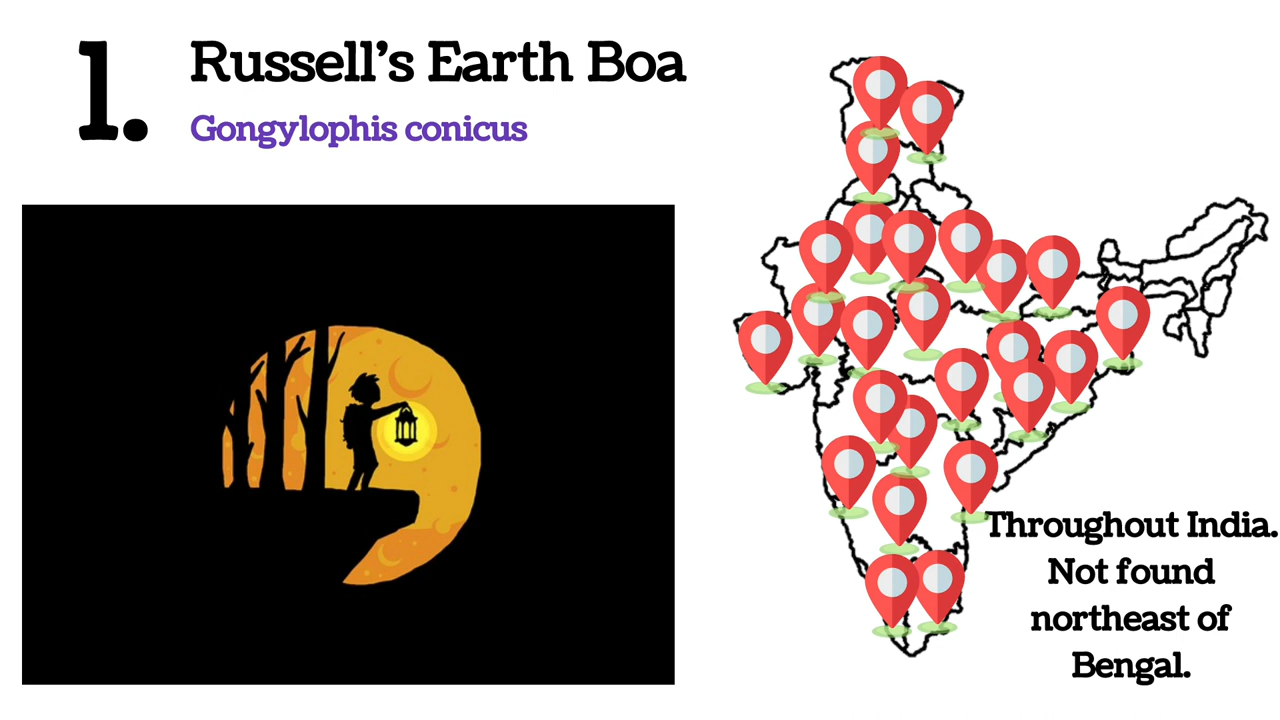 1.
Russell's Earth Boa
Gongylophis conicus
Throughout India.
Not found
northeast of
Bengal.